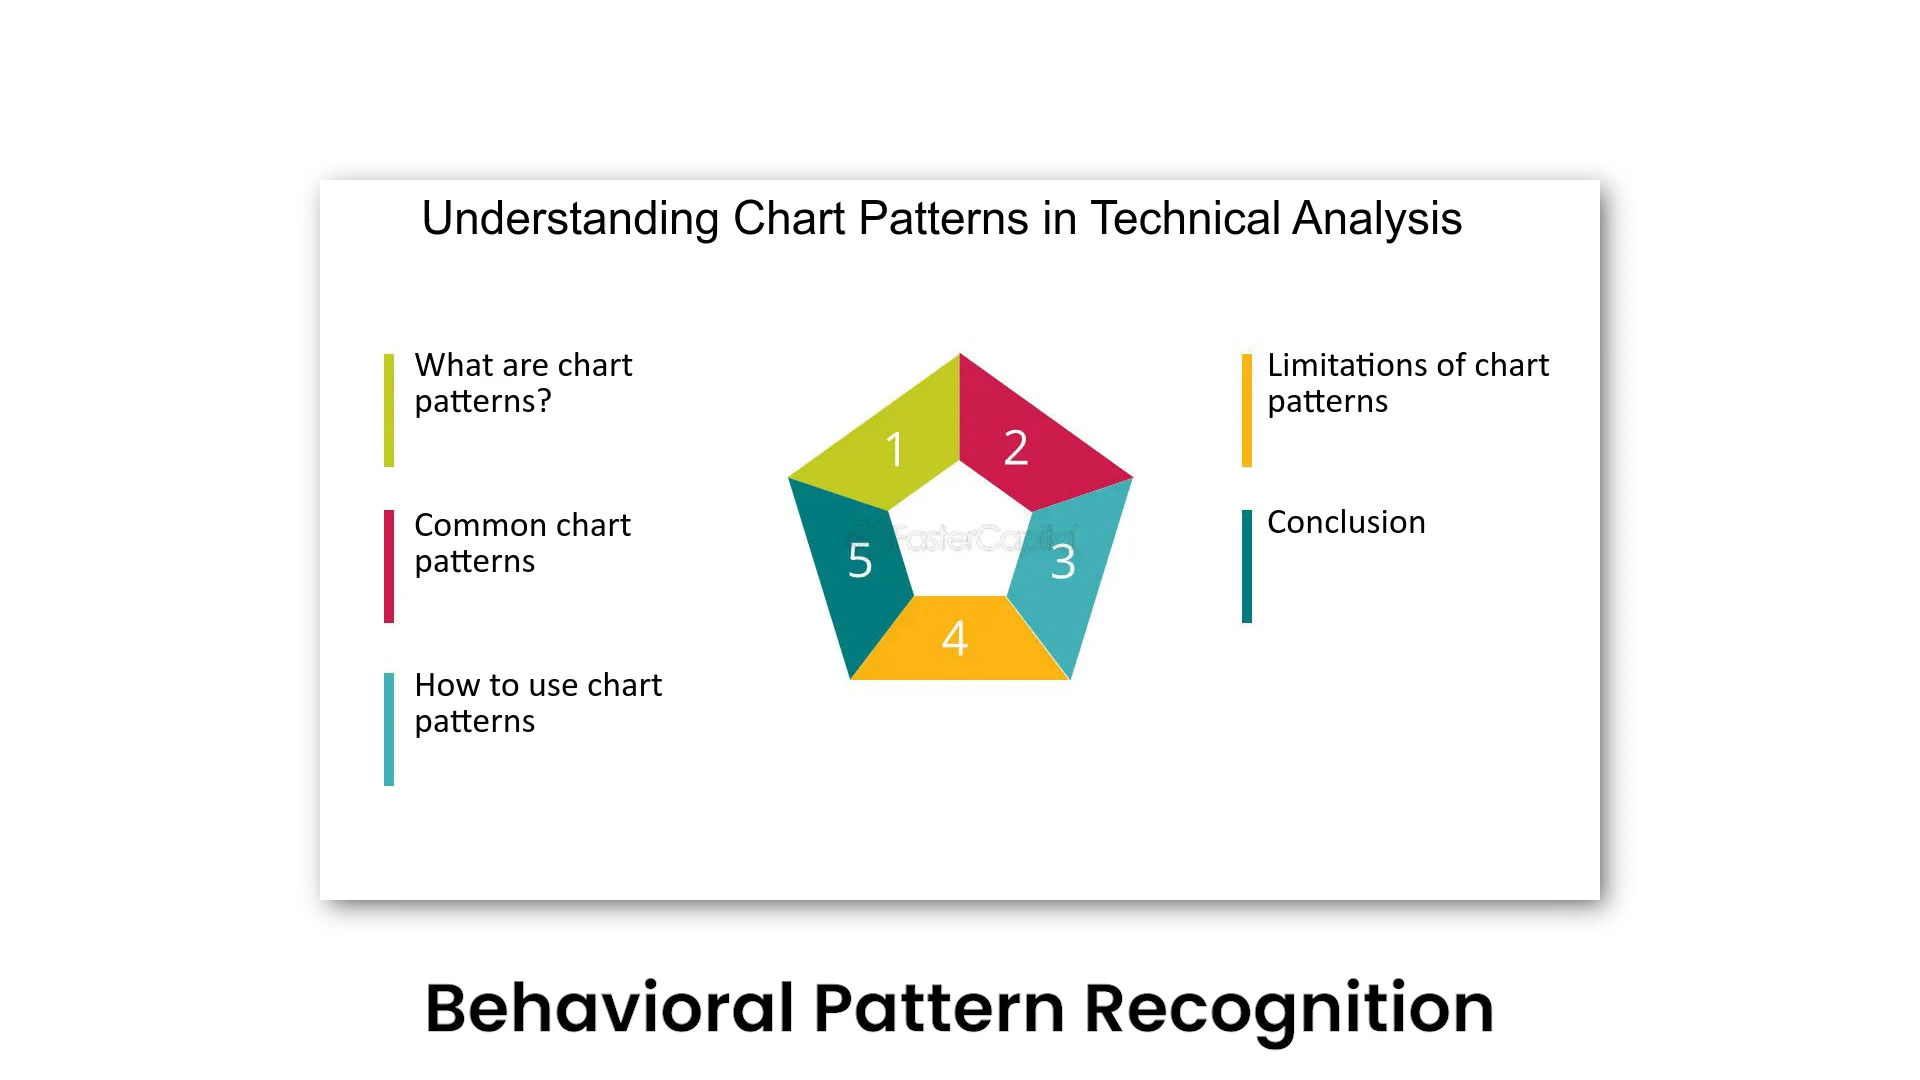 Understanding Chart Patterns in Technical Analysis
What are chart
patterns?
Common chart
patterns
How to use chart
patterns
1
2
3
4
5
FasterCapital
Limitations of chart
patterns
Conclusion
Behavioral Pattern Recognition